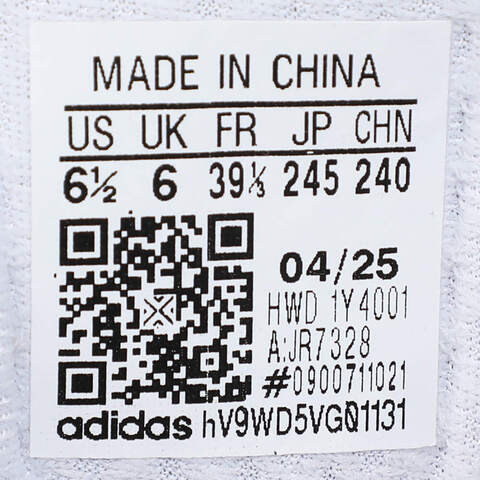 MADE IN CHINA
US UK FR JP CHN
6½ 6 39⅓ 245 240
04/25
HWD 1Y4001
A:JR7328
#0900711021
adidas hV9WD5VGQ1131